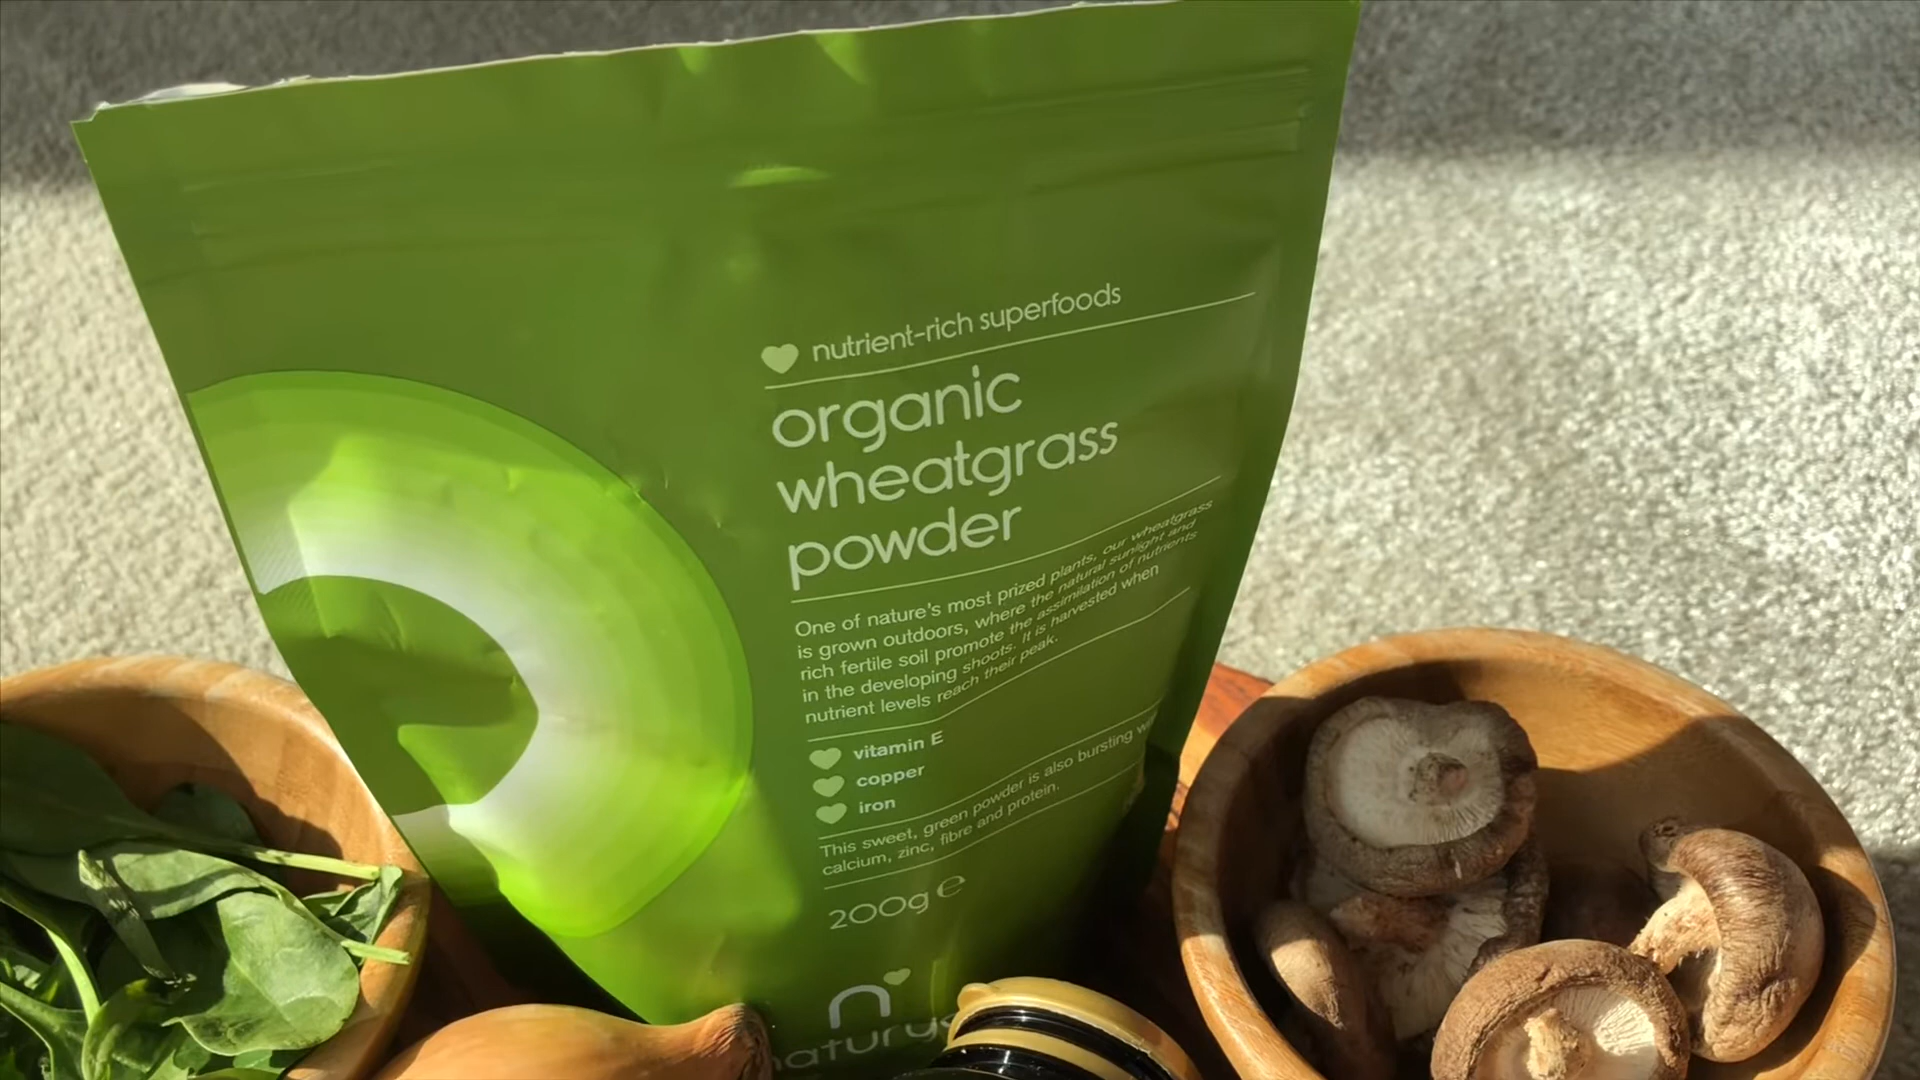 nutrient-rich superfoods
organic
wheatgrass
powder
One of nature's most prized plants, our wheatgrass
is grown outdoors, where the natural sunlight and
rich fertile soil promote the assimilation of nutrients
in the developing shoots. It is harvested when
nutrient levels reach their peak.
vitamin E
copper
iron
This sweet, green powder is also bursting
calcium, zinc, fibre and protein.
200g e
n